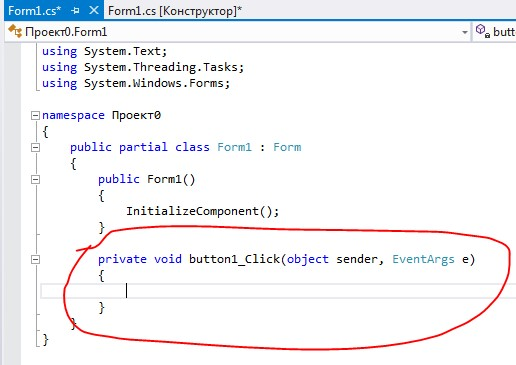 Form1.cs* Form1.cs [Конструктор]*
Проект0.Form1 butt
using System.Text;
using System.Threading.Tasks;
using System.Windows.Forms;
namespace Проект0
{
public partial class Form1 : Form
{
public Form1()
{
InitializeComponent();
}
private void button1_Click(object sender, EventArgs e)
{
}
}
}